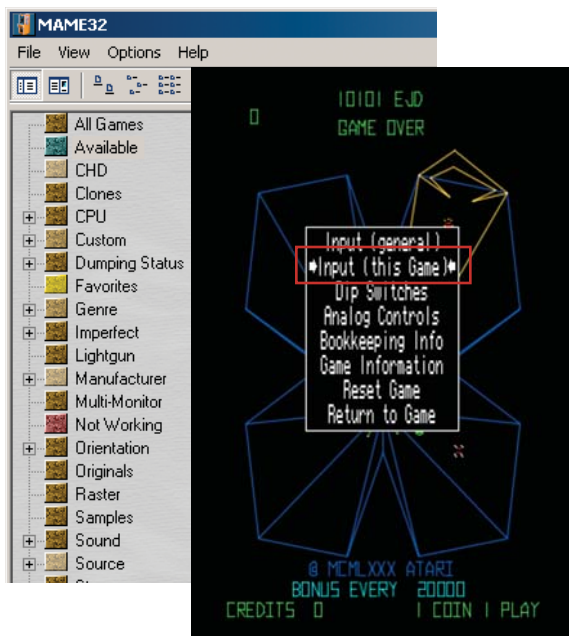 MAME32
File View Options Help
All Games
Available
CHD
Clones
CPU
Custom
Dumping Status
Favorites
Genre
Imperfect
Lightgun
Manufacturer
Multi-Monitor
Not Working
Orientation
Originals
Raster
Samples
Sound
Source
10101 EJD
0
GAME OVER
Input (general)
Input (this Game)
Dip Switches
Analog Controls
Bookkeeping Info
Game Information
Reset Game
Return to Game
@ MCMLXXX ATARI
BONUS EVERY 20000
CREDITS 0 1 COIN 1 PLAY